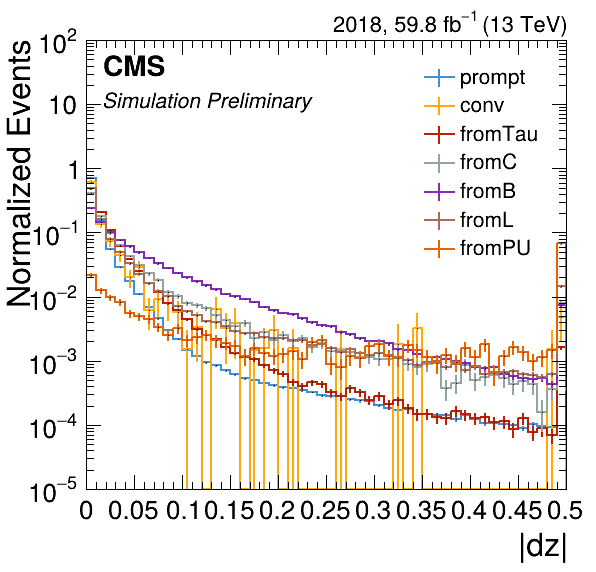 2018, 59.8 fb⁻¹ (13 TeV)
Normalized Events
10²
10
1
10⁻¹
10⁻²
10⁻³
10⁻⁴
10⁻⁵
CMS
Simulation Preliminary
prompt
conv
fromTau
fromC
fromB
fromL
fromPU
0 0.05 0.1 0.15 0.2 0.25 0.3 0.35 0.4 0.45 0.5
|dz|